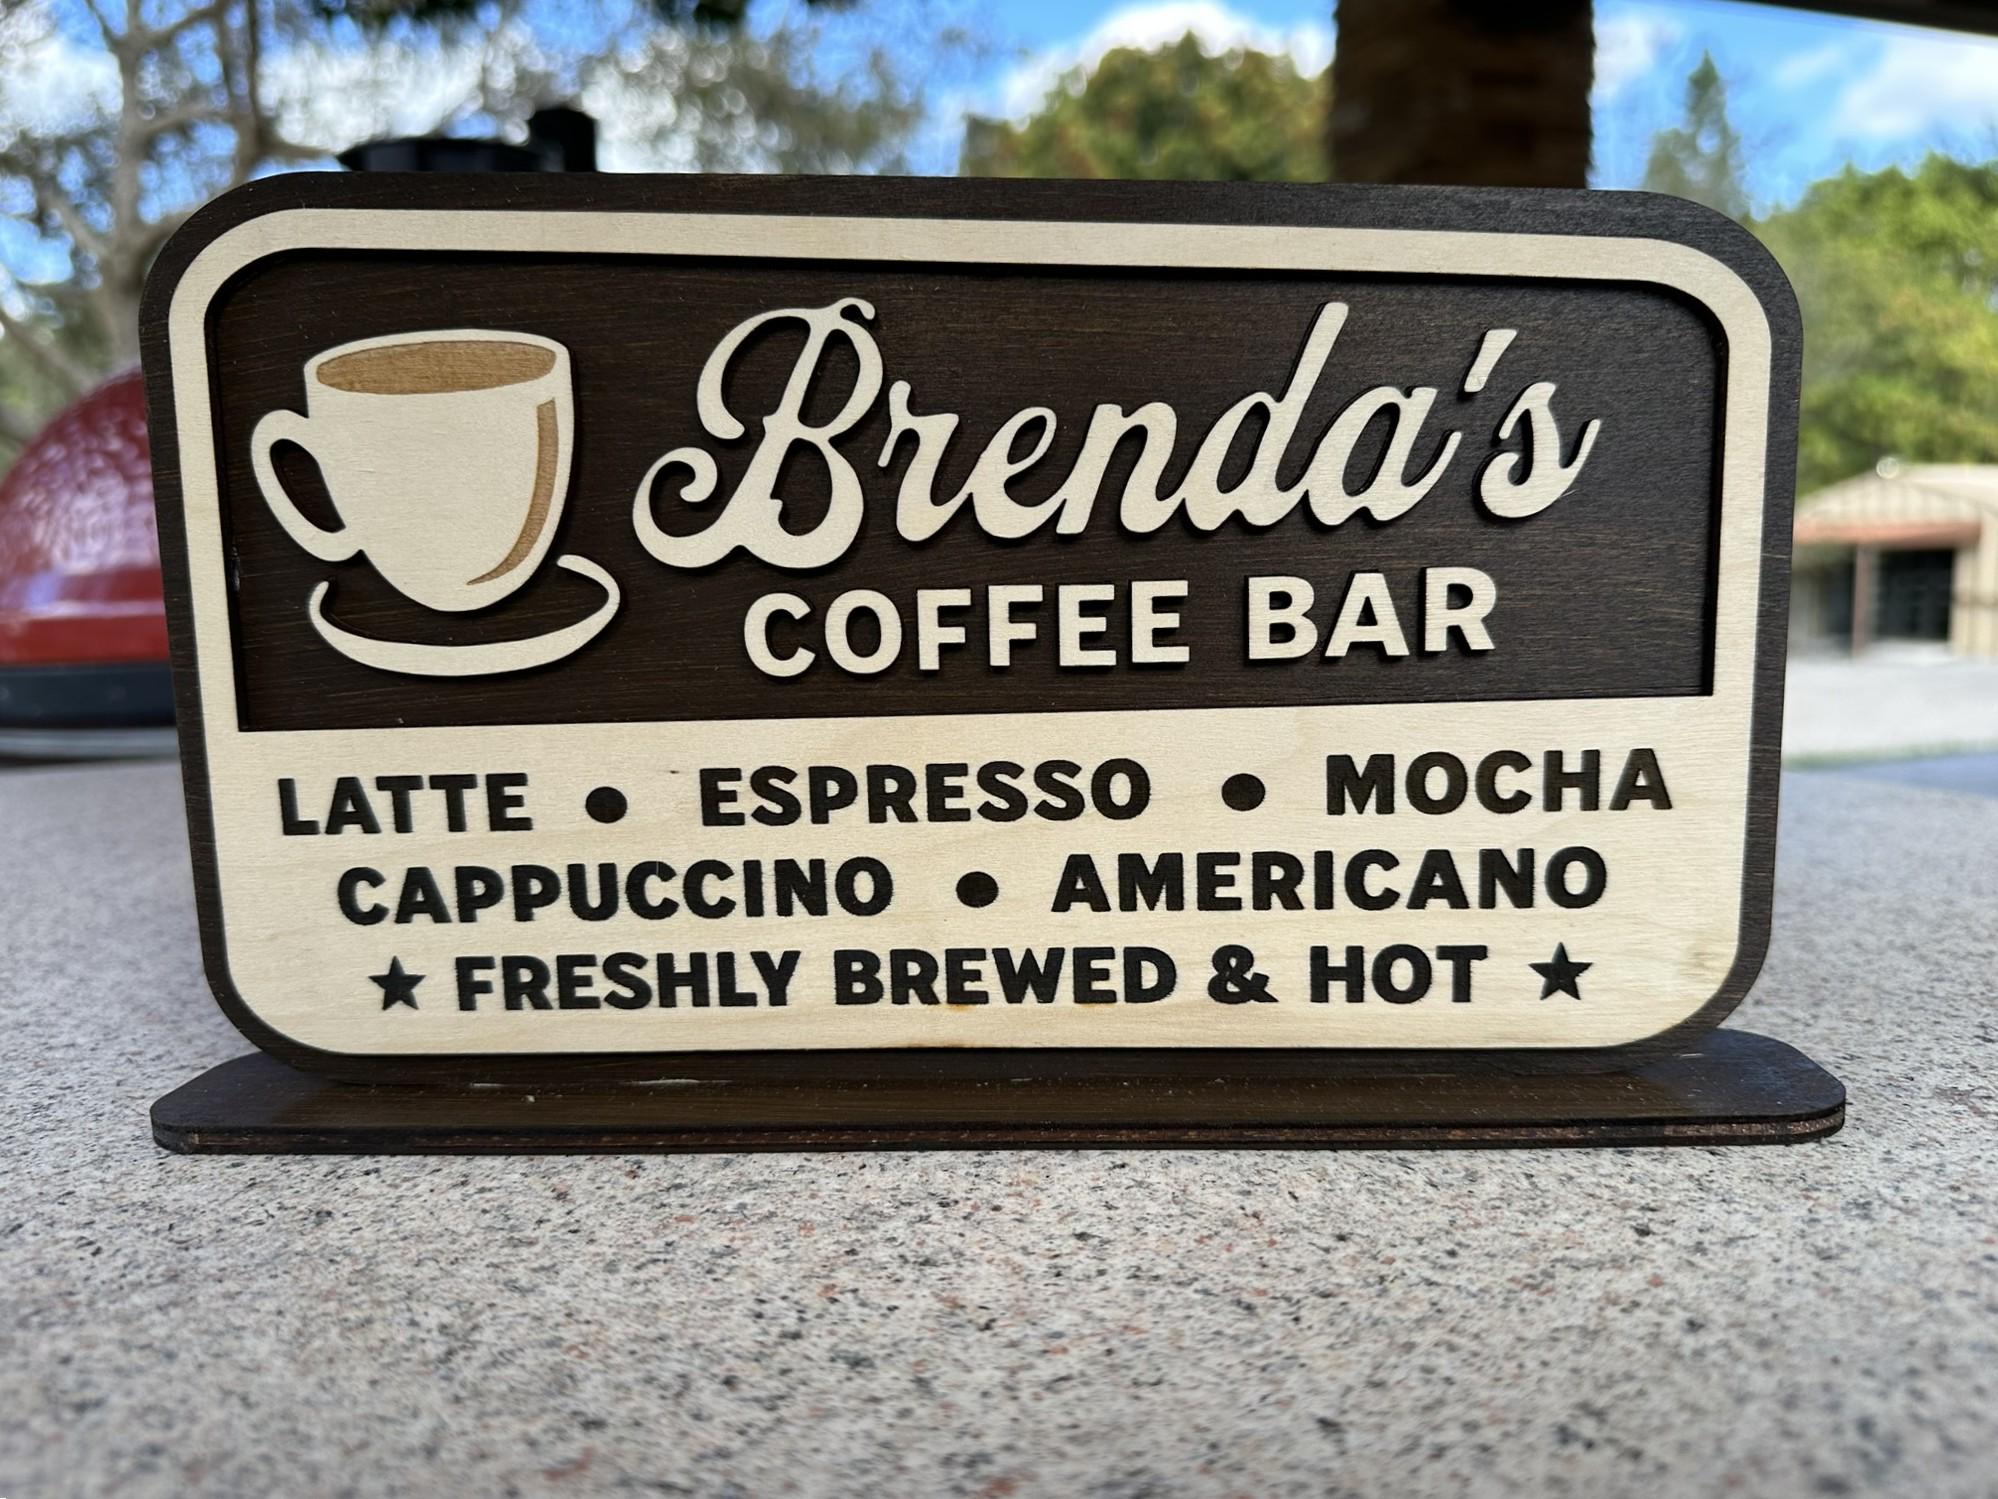 Brenda's
COFFEE BAR
LATTE • ESPRESSO • MOCHA
CAPPUCCINO • AMERICANO
★ FRESHLY BREWED & HOT ★